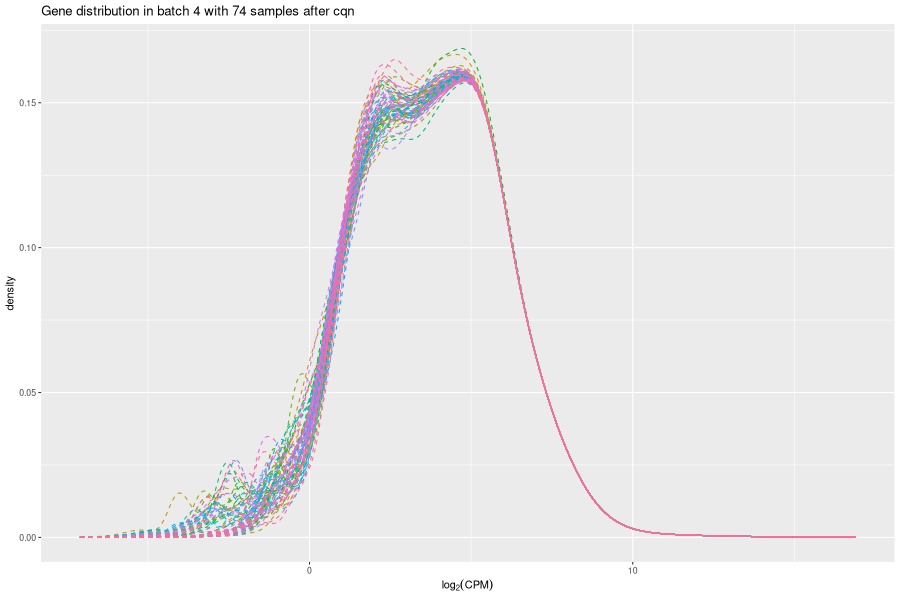 Gene distribution in batch 4 with 74 samples after cqn
0.15
0.10
density
0.05
0.00
0 10
log₂(CPM)